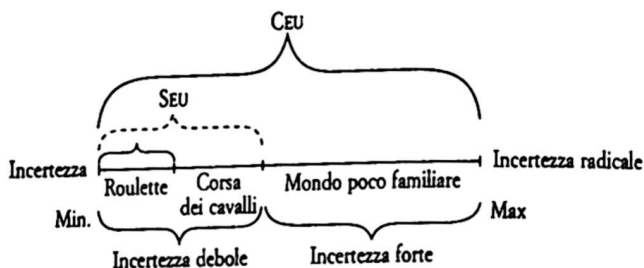 CEU
SEU
Incertezza
Roulette
Corsa
dei cavalli
Mondo poco familiare
Incertezza radicale
Min.
Max
Incertezza debole
Incertezza forte